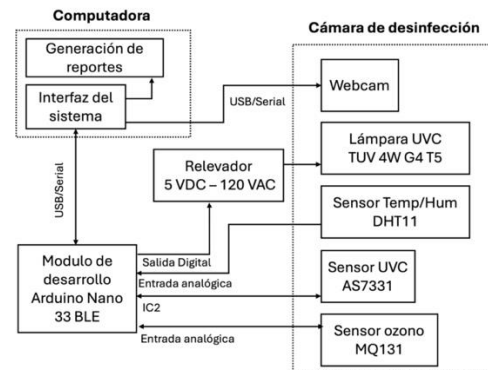 Computadora
Generación de
reportes
Interfaz del
sistema
USB/Serial
USB/Serial
Cámara de desinfección
Webcam
Lámpara UVC
TUV 4W G4 T5
Relevador
5 VDC – 120 VAC
Sensor Temp/Hum
DHT11
Modulo de
desarrollo
Arduino Nano
33 BLE
Salida Digital
Entrada analógica
IC2
Entrada analógica
Sensor UVC
AS7331
Sensor ozono
MQ131